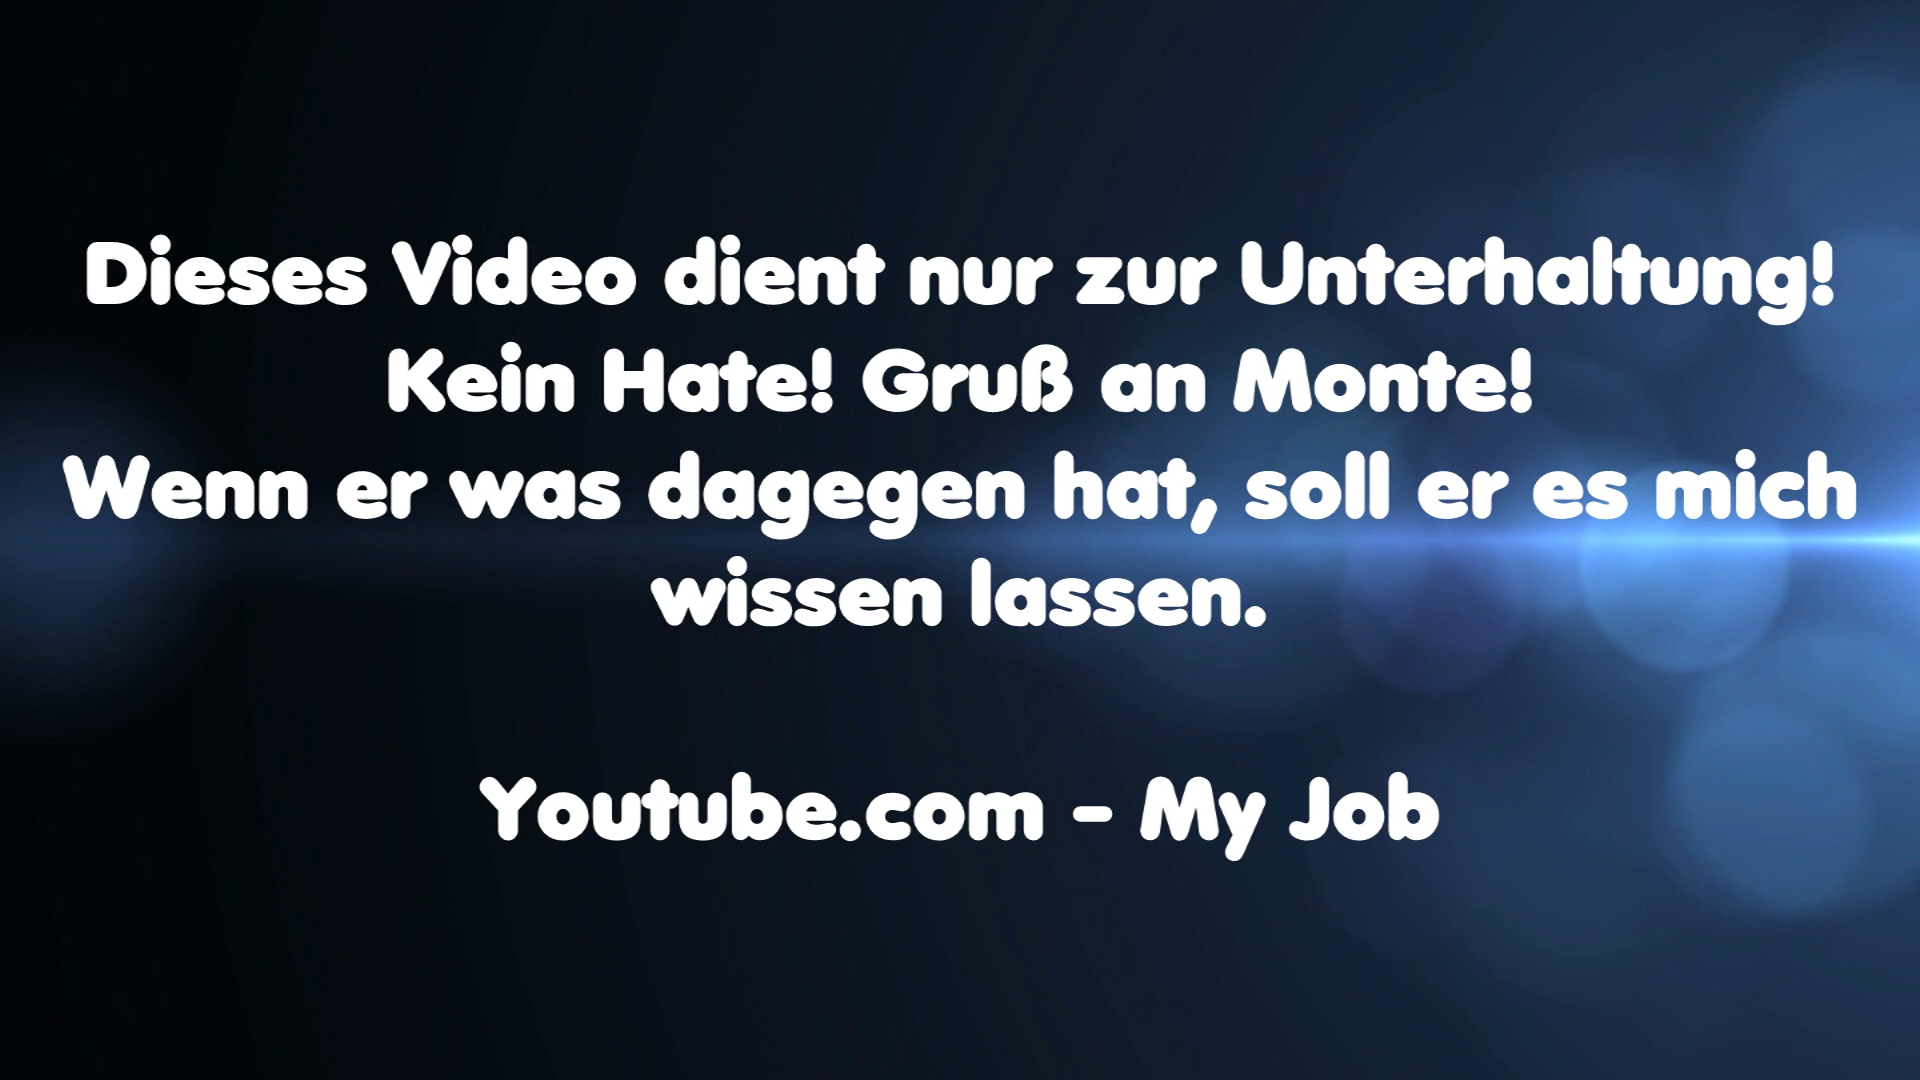 Dieses Video dient nur zur Unterhaltung!
Kein Hate! Gruß an Monte!
Wenn er was dagegen hat, soll er es mich
wissen lassen.
Youtube.com - My Job